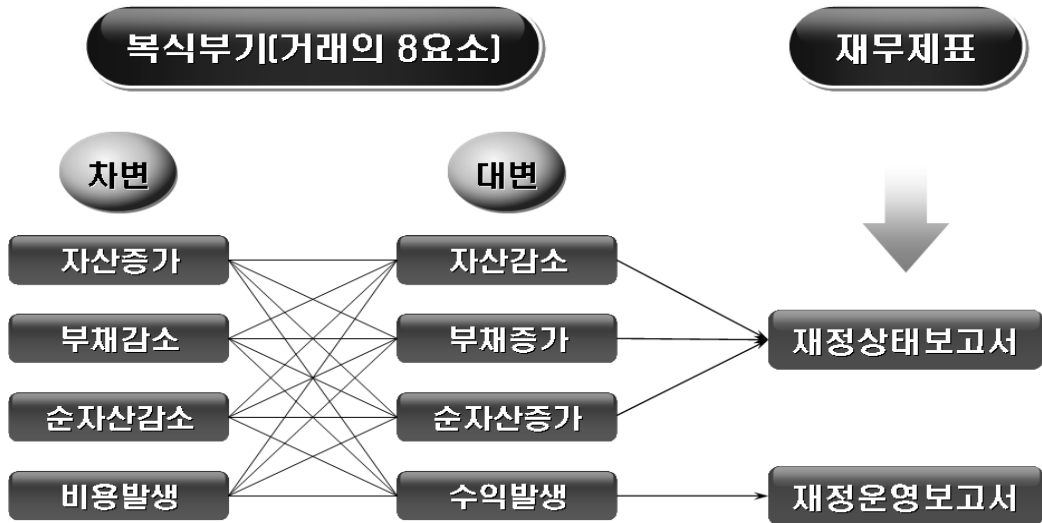 복식부기(거래의 8요소)
재무제표
차변
대변
자산증가
자산감소
부채감소
부채증가
재정상태보고서
순자산감소
순자산증가
비용발생
수익발생
재정운영보고서